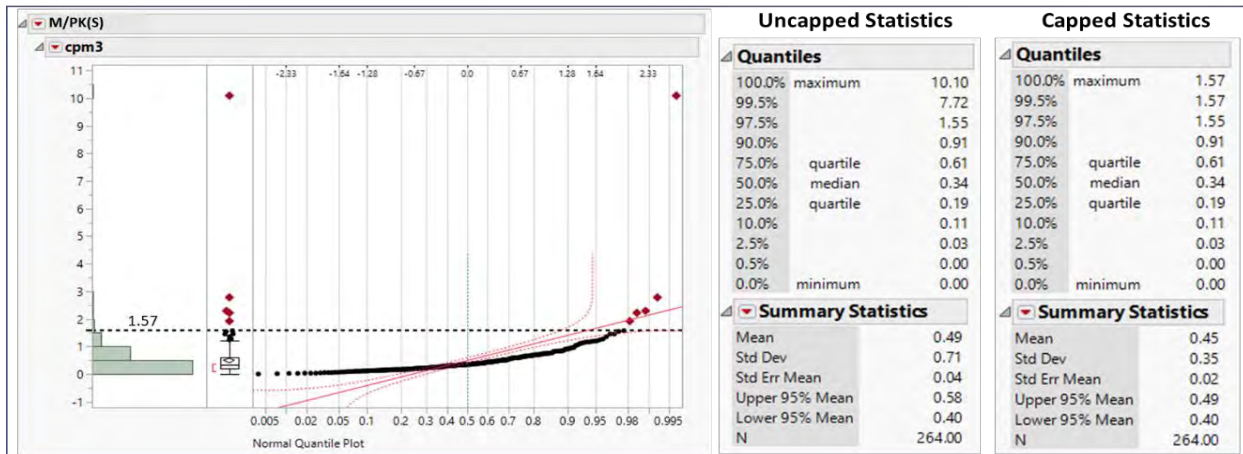 M/PK(S)
cpm3
11
10
9
8
7
6
5
4
3
2
1
0
-1
-2.33 -1.64 -1.28 -0.67 0.0 0.67 1.28 1.64 2.33
1.57
0.005 0.02 0.05 0.1 0.2 0.3 0.4 0.5 0.6 0.7 0.8 0.9 0.95 0.98 0.995
Normal Quantile Plot
Uncapped Statistics
Quantiles
100.0% maximum 10.10
99.5% 7.72
97.5% 1.55
90.0% 0.91
75.0% quartile 0.61
50.0% median 0.34
25.0% quartile 0.19
10.0% 0.11
2.5% 0.03
0.5% 0.00
0.0% minimum 0.00
Summary Statistics
Mean 0.49
Std Dev 0.71
Std Err Mean 0.04
Upper 95% Mean 0.58
Lower 95% Mean 0.40
N 264.00
Capped Statistics
Quantiles
100.0% maximum 1.57
99.5% 1.57
97.5% 1.55
90.0% 0.91
75.0% quartile 0.61
50.0% median 0.34
25.0% quartile 0.19
10.0% 0.11
2.5% 0.03
0.5% 0.00
0.0% minimum 0.00
Summary Statistics
Mean 0.45
Std Dev 0.35
Std Err Mean 0.02
Upper 95% Mean 0.49
Lower 95% Mean 0.40
N 264.00